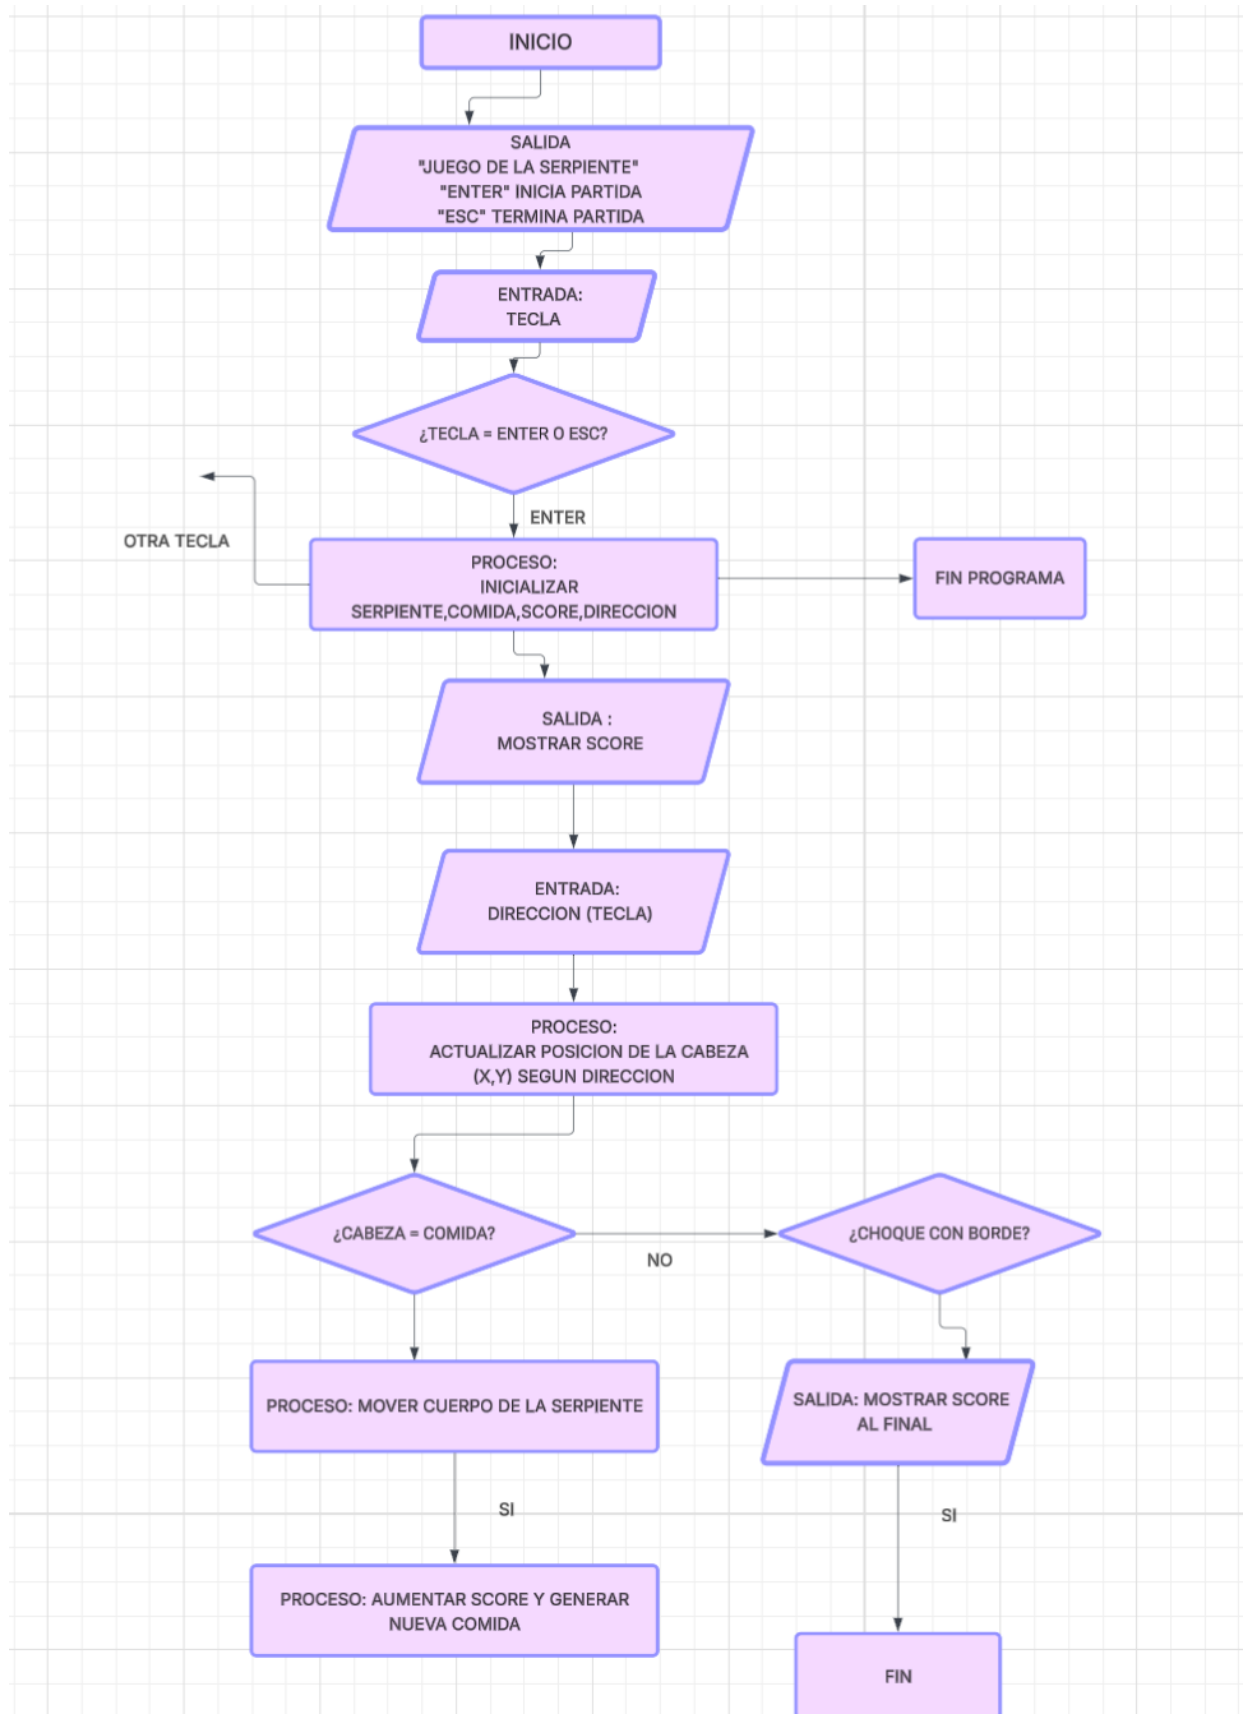 INICIO
SALIDA
"JUEGO DE LA SERPIENTE"
"ENTER" INICIA PARTIDA
"ESC" TERMINA PARTIDA
ENTRADA:
TECLA
¿TECLA = ENTER O ESC?
ENTER
OTRA TECLA
PROCESO:
INICIALIZAR
SERPIENTE,COMIDA,SCORE,DIRECCION
FIN PROGRAMA
SALIDA :
MOSTRAR SCORE
ENTRADA:
DIRECCION (TECLA)
PROCESO:
ACTUALIZAR POSICION DE LA CABEZA
(X,Y) SEGUN DIRECCION
¿CABEZA = COMIDA?
NO
¿CHOQUE CON BORDE?
PROCESO: MOVER CUERPO DE LA SERPIENTE
SALIDA: MOSTRAR SCORE
AL FINAL
SI
SI
PROCESO: AUMENTAR SCORE Y GENERAR
NUEVA COMIDA
FIN